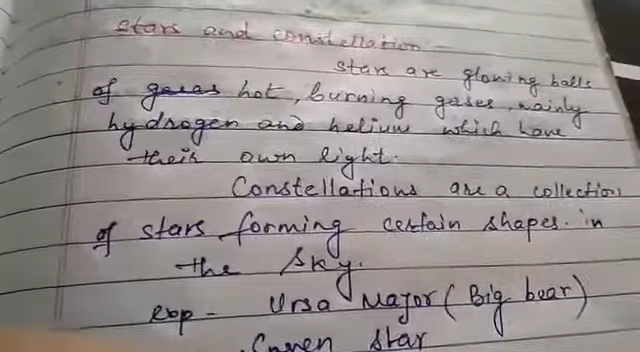 stars and constellation -
stars are glowing balls
of gases hot, burning gases, mainly
hydrogen and helium which have
their own light.
Constellations are a collection
of stars forming certain shapes. in
the sky.
exp - Ursa Major (Big bear)
star